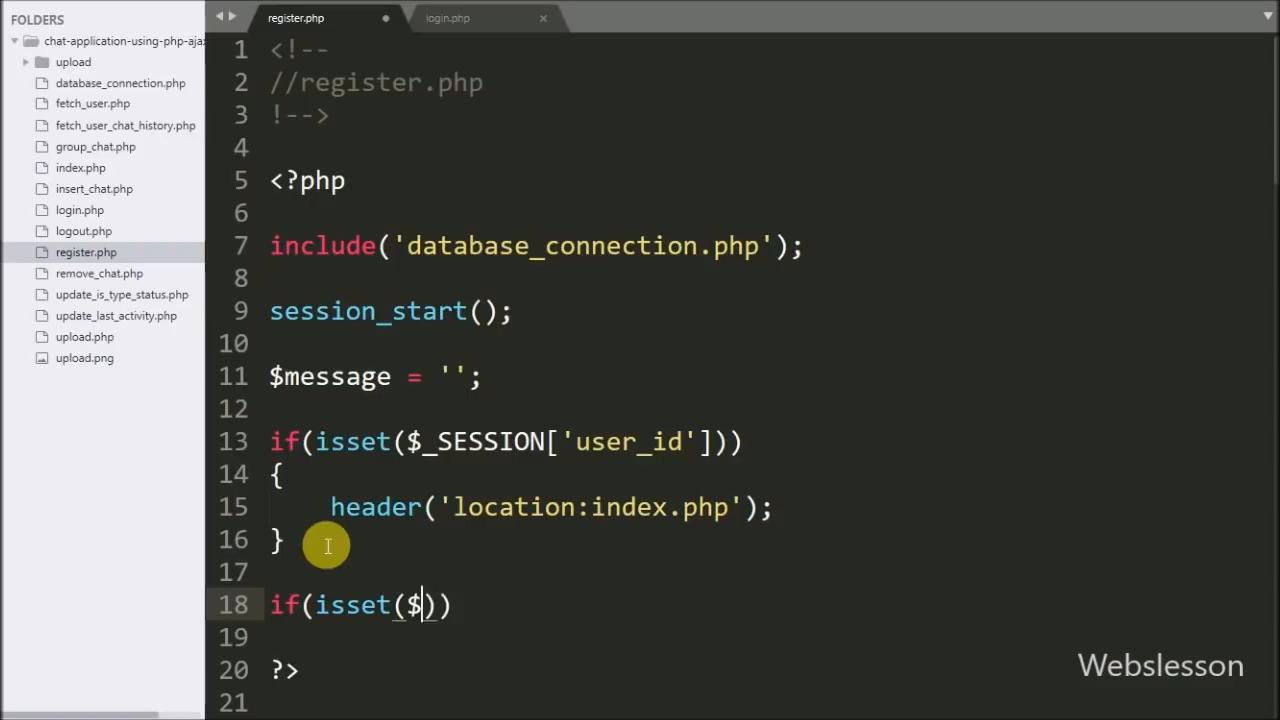 FOLDERS
chat-application-using-php-ajax
upload
database_connection.php
fetch_user.php
fetch_user_chat_history.php
group_chat.php
index.php
insert_chat.php
login.php
logout.php
register.php
remove_chat.php
update_is_type_status.php
update_last_activity.php
upload.php
upload.png
register.php
login.php
1 <!--
2 //register.php
3 !-->
4
5 <?php
6
7 include('database_connection.php');
8
9 session_start();
10
11 $message = '';
12
13 if(isset($_SESSION['user_id']))
14 {
15 header('location:index.php');
16 }
17
18 if(isset($))
19
20 ?>
21
Webslesson